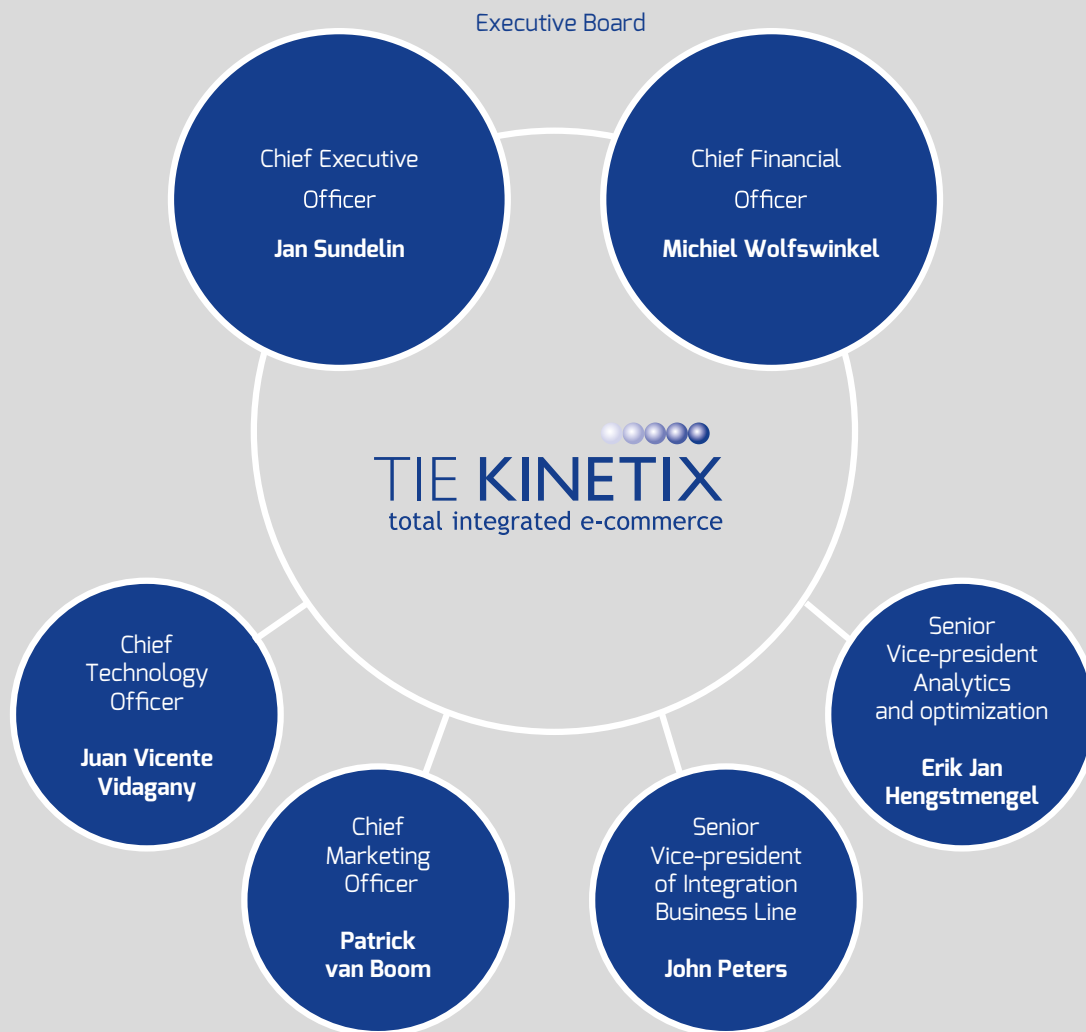 Executive Board
Chief Executive
Officer
Jan Sundelin
Chief Financial
Officer
Michiel Wolfswinkel
TIE KINETIX
total integrated e-commerce
Chief
Technology
Officer
Juan Vicente
Vidagany
Chief
Marketing
Officer
Patrick
van Boom
Senior
Vice-president
of Integration
Business Line
John Peters
Senior
Vice-president
Analytics
and optimization
Erik Jan
Hengstmengel